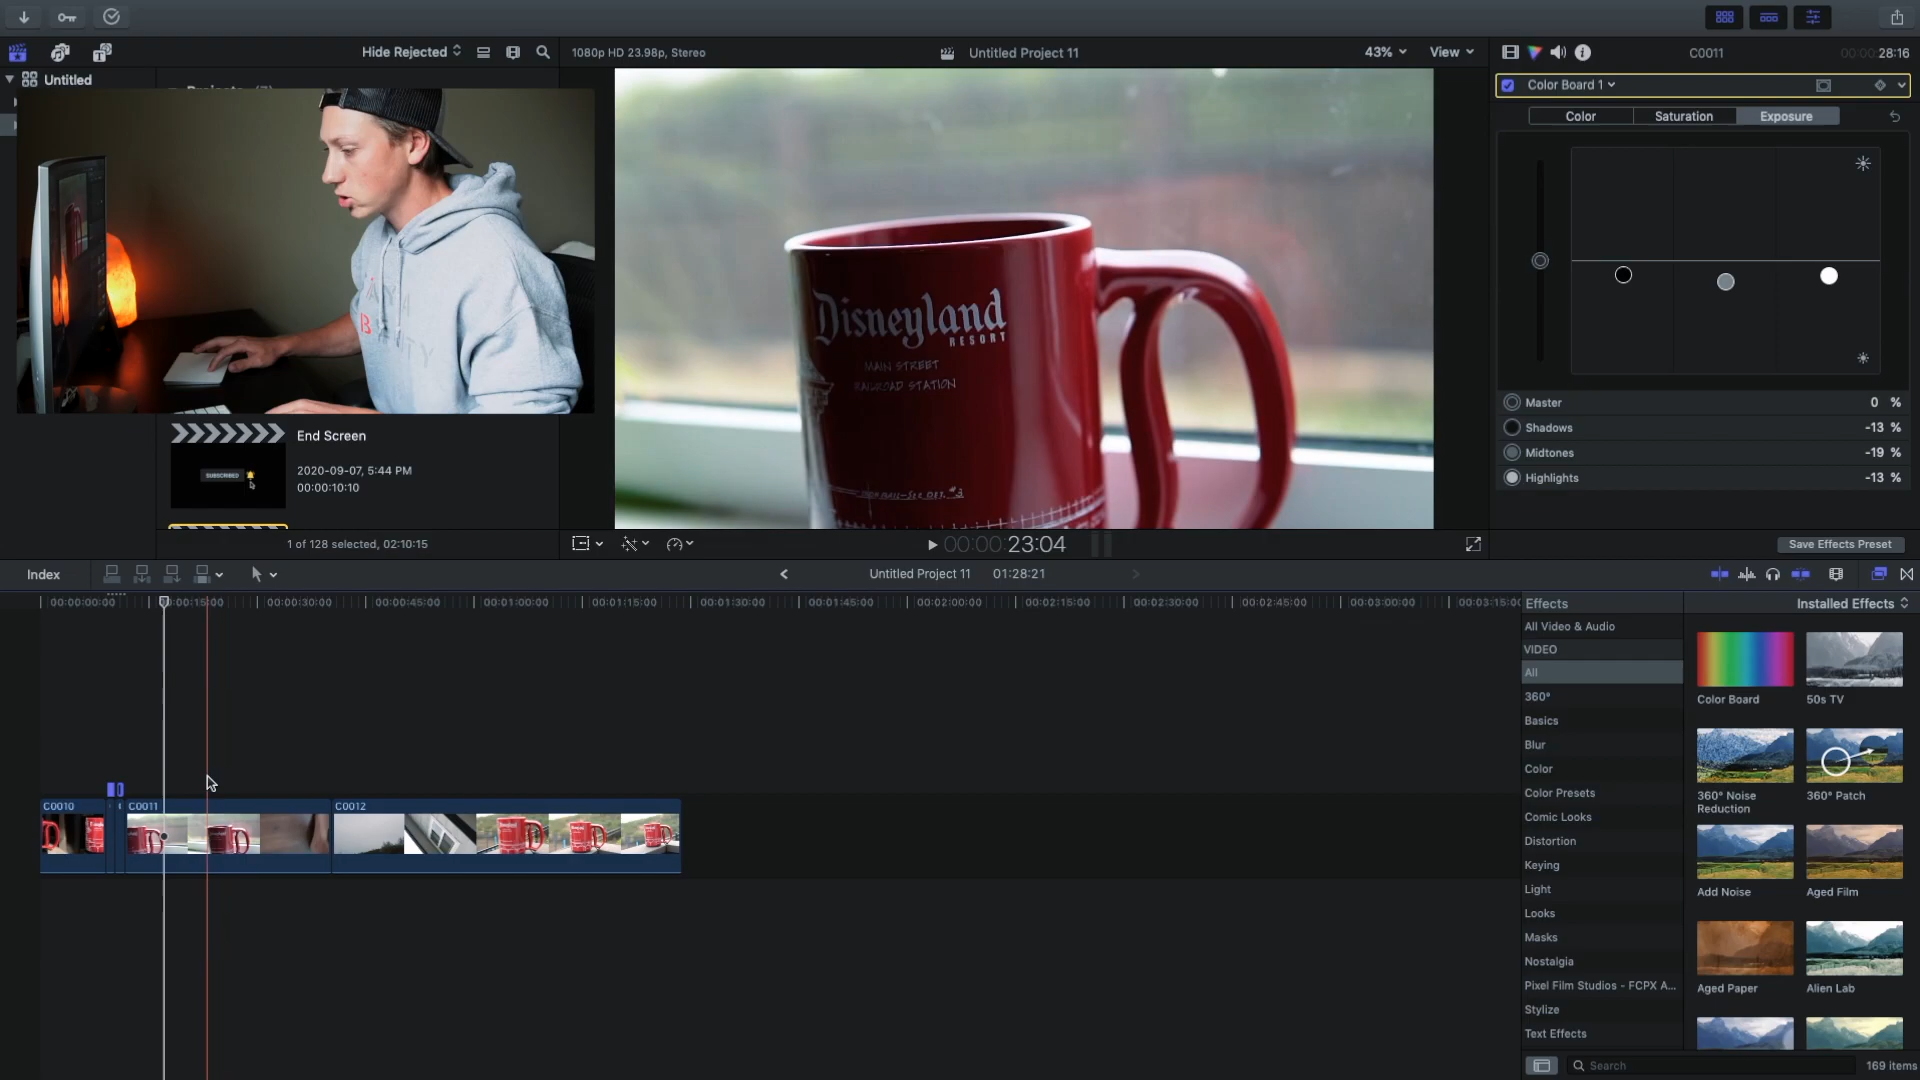 Hide Rejected
1080p HD 23.98p, Stereo
Untitled Project 11
43%
View
C0011
00:00:28:16
Untitled
Color Board 1
Color
Saturation
Exposure
Disneyland
RESORT
MAIN STREET
RAILROAD STATION
Master
0 %
Shadows
-13 %
Midtones
-19 %
Highlights
-13 %
End Screen
SUBSCRIBED
2020-09-07, 5:44 PM
00:00:10:10
1 of 128 selected, 02:10:15
00:00:23:04
Save Effects Preset
Index
Untitled Project 11
01:28:21
00:00:00:00
00:00:15:00
00:00:30:00
00:00:45:00
00:01:00:00
00:01:15:00
00:01:30:00
00:01:45:00
00:02:00:00
00:02:15:00
00:02:30:00
00:02:45:00
00:03:00:00
00:03:15:00
Effects
Installed Effects
All Video & Audio
VIDEO
All
360°
Basics
Blur
Color
Color Presets
Comic Looks
Distortion
Keying
Light
Looks
Masks
Nostalgia
Pixel Film Studios - FCPX A...
Stylize
Text Effects
Color Board
50s TV
360° Noise
Reduction
360° Patch
Add Noise
Aged Film
Aged Paper
Alien Lab
C0010
C0011
C0012
Search
169 items